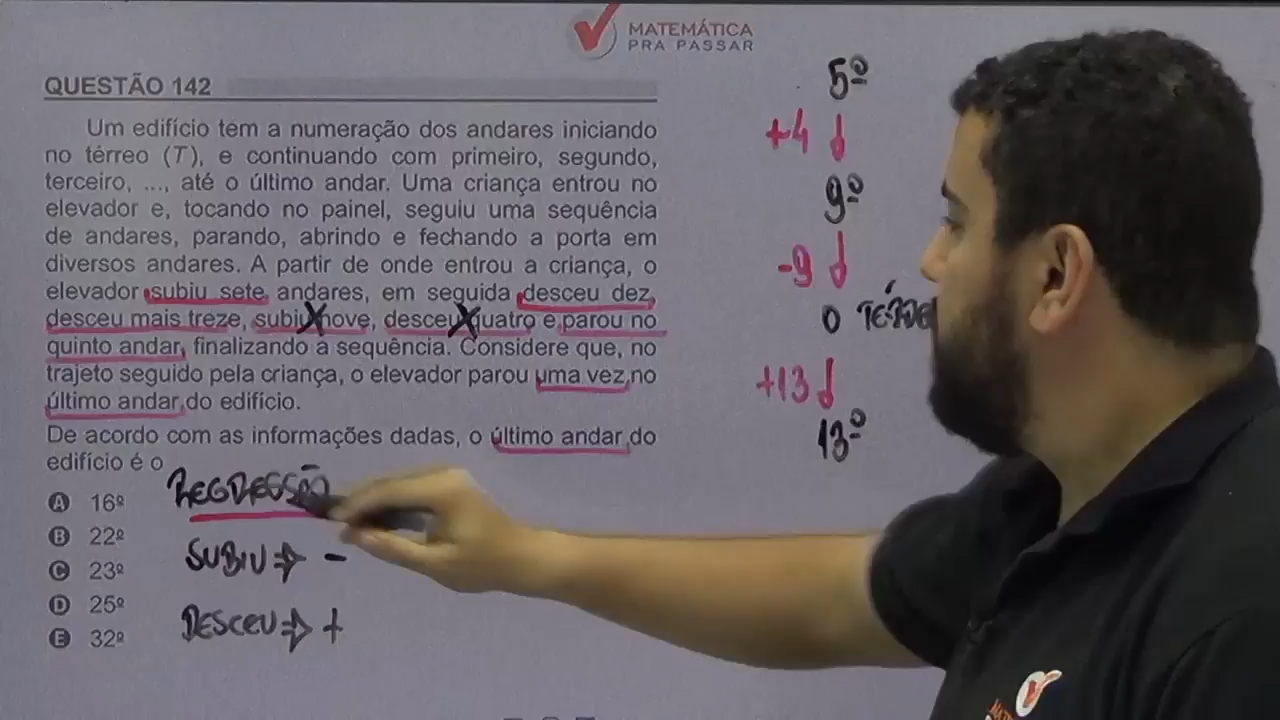 MATEMÁTICA
PRA PASSAR
QUESTÃO 142
Um edifício tem a numeração dos andares iniciando
no térreo (T), e continuando com primeiro, segundo,
terceiro, ..., até o último andar. Uma criança entrou no
elevador e, tocando no painel, seguiu uma sequência
de andares, parando, abrindo e fechando a porta em
diversos andares. A partir de onde entrou a criança, o
elevador subiu sete andares, em seguida desceu dez,
desceu mais treze, subiu nove, desceu quatro e parou no
quinto andar, finalizando a sequência. Considere que, no
trajeto seguido pela criança, o elevador parou uma vez no
último andar do edifício.
De acordo com as informações dadas, o último andar do
edifício é o
A 16º
B 22º
C 23º
D 25º
E 32º
REGRESSÃO
SUBIU ⇒ -
DESCEU ⇒ +
5º
+4 ↓
9º
-9 ↓
0
+13 ↓
13º